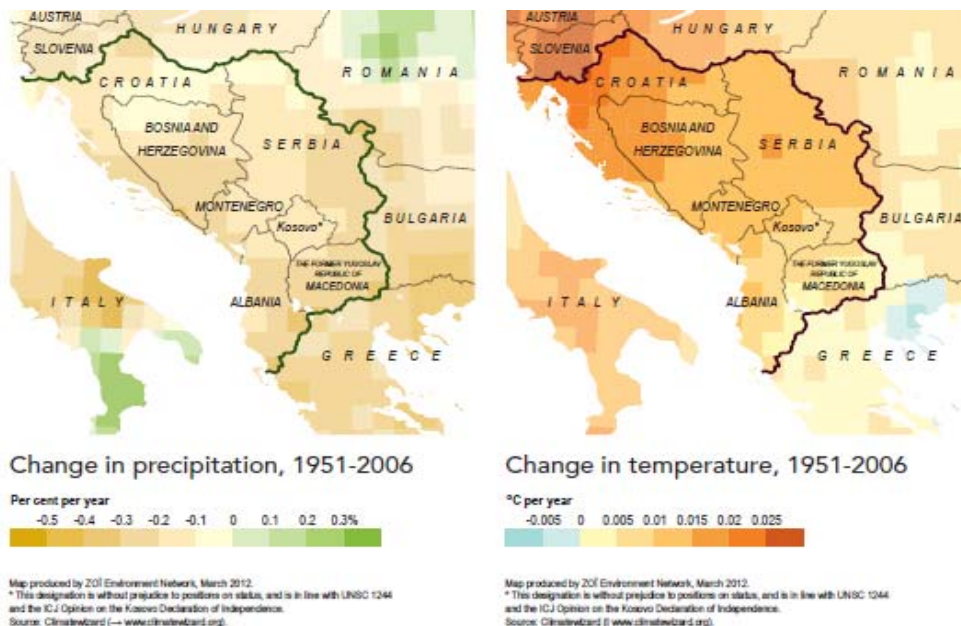 AUSTRIA
HUNGARY
SLOVENIA
ROMANIA
CROATIA
BOSNIA AND
HERZEGOVINA
SERBIA
MONTENEGRO
Kosovo*
BULGARIA
THE FORMER YUGOSLAV
REPUBLIC OF
MACEDONIA
ITALY
ALBANIA
GREECE
Change in precipitation, 1951-2006
Per cent per year
-0.5 -0.4 -0.3 -0.2 -0.1 0 0.1 0.2 0.3%
Map produced by ZOÏ Environment Network, March 2012.
* This designation is without prejudice to positions on status, and is in line with UNSC 1244
and the ICJ Opinion on the Kosovo Declaration of Independence.
Source: Climatewizard (→ www.climatewizard.org).
AUSTRIA
HUNGARY
SLOVENIA
ROMANIA
CROATIA
BOSNIA AND
HERZEGOVINA
SERBIA
MONTENEGRO
Kosovo*
BULGARIA
THE FORMER YUGOSLAV
REPUBLIC OF
MACEDONIA
ITALY
ALBANIA
GREECE
Change in temperature, 1951-2006
°C per year
-0.005 0 0.005 0.01 0.015 0.02 0.025
Map produced by ZOÏ Environment Network, March 2012.
* This designation is without prejudice to positions on status, and is in line with UNSC 1244
and the ICJ Opinion on the Kosovo Declaration of Independence.
Source: Climatewizard (l www.climatewizard.org).